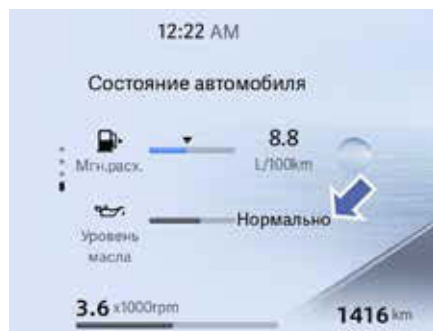 12:22 AM
Состояние автомобиля
8.8
Мгн.расх.
L/100km
Нормально
Уровень
масла
3.6 x1000rpm
1416 km